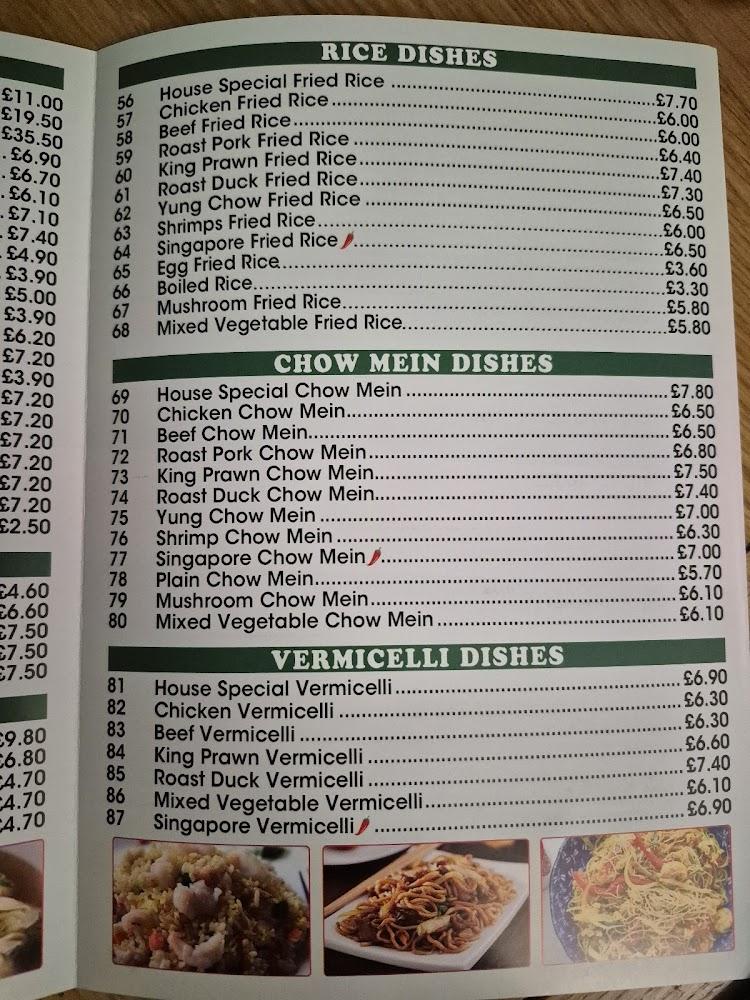 £11.00
£19.50
£35.50
£6.90
£6.70
£6.10
£7.10
£7.40
£4.90
£3.90
£5.00
£3.90
£6.20
£7.20
£3.90
£7.20
£7.20
£7.20
£7.20
£7.20
£7.20
£2.50
£4.60
£6.60
£7.50
£7.50
£7.50
£9.80
£6.80
£4.70
£4.70
£4.70
RICE DISHES
56 House Special Fried Rice £7.70
57 Chicken Fried Rice £6.00
58 Beef Fried Rice £6.00
59 Roast Pork Fried Rice £6.40
60 King Prawn Fried Rice £7.40
61 Roast Duck Fried Rice £7.30
62 Yung Chow Fried Rice £6.50
63 Shrimps Fried Rice £6.00
64 Singapore Fried Rice £6.50
65 Egg Fried Rice £3.60
66 Boiled Rice £3.30
67 Mushroom Fried Rice £5.80
68 Mixed Vegetable Fried Rice £5.80
CHOW MEIN DISHES
69 House Special Chow Mein £7.80
70 Chicken Chow Mein £6.50
71 Beef Chow Mein £6.50
72 Roast Pork Chow Mein £6.80
73 King Prawn Chow Mein £7.50
74 Roast Duck Chow Mein £7.40
75 Yung Chow Mein £7.00
76 Shrimp Chow Mein £6.30
77 Singapore Chow Mein £7.00
78 Plain Chow Mein £5.70
79 Mushroom Chow Mein £6.10
80 Mixed Vegetable Chow Mein £6.10
VERMICELLI DISHES
81 House Special Vermicelli £6.90
82 Chicken Vermicelli £6.30
83 Beef Vermicelli £6.30
84 King Prawn Vermicelli £6.60
85 Roast Duck Vermicelli £7.40
86 Mixed Vegetable Vermicelli £6.10
87 Singapore Vermicelli £6.90